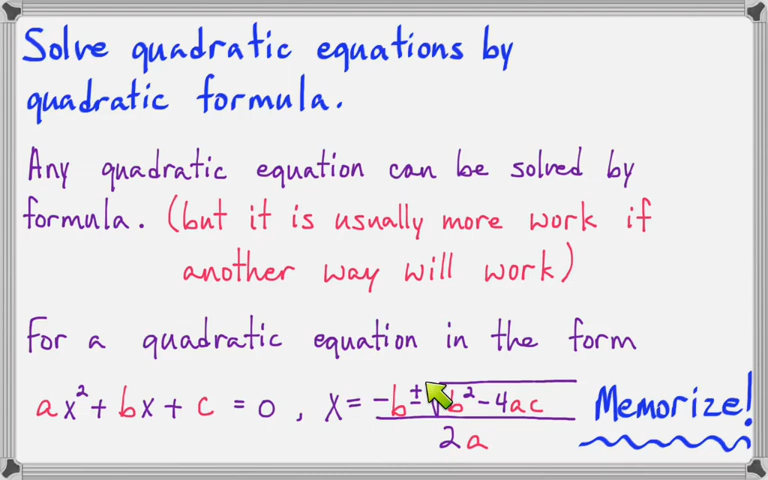 Solve quadratic equations by
quadratic formula.
Any quadratic equation can be solved by
formula. (but it is usually more work if
another way will work)
For a quadratic equation in the form
ax² + bx + c = 0 , x = (-b ± √(b² - 4ac)) / 2a Memorize!